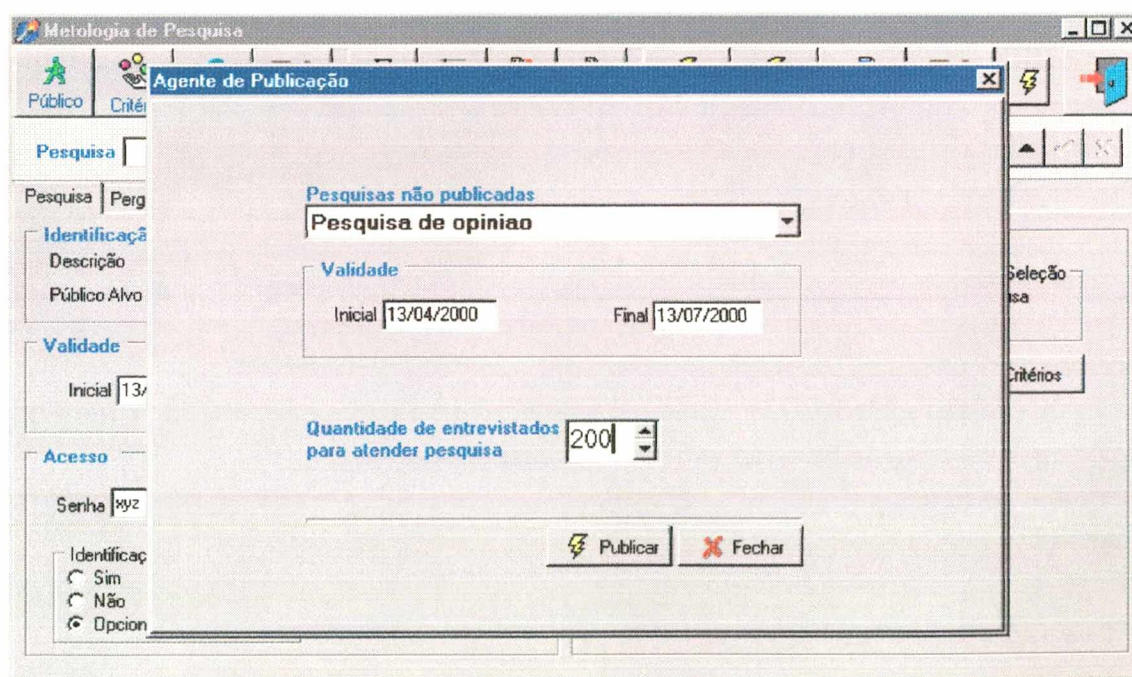 Metologia de Pesquisa
Público
Critér
Agente de Publicação
Pesquisa
Pesquisa Perg
Pesquisas não publicadas
Pesquisa de opiniao
Identificaçã
Descrição
Público Alvo
Seleção
isa
Validade
Inicial 13/04/2000 Final 13/07/2000
Validade
Inicial 13/
Critérios
Quantidade de entrevistados
para atender pesquisa
200
Acesso
Senha xyz
Publicar Fechar
Identificaç
Sim
Não
Opcion